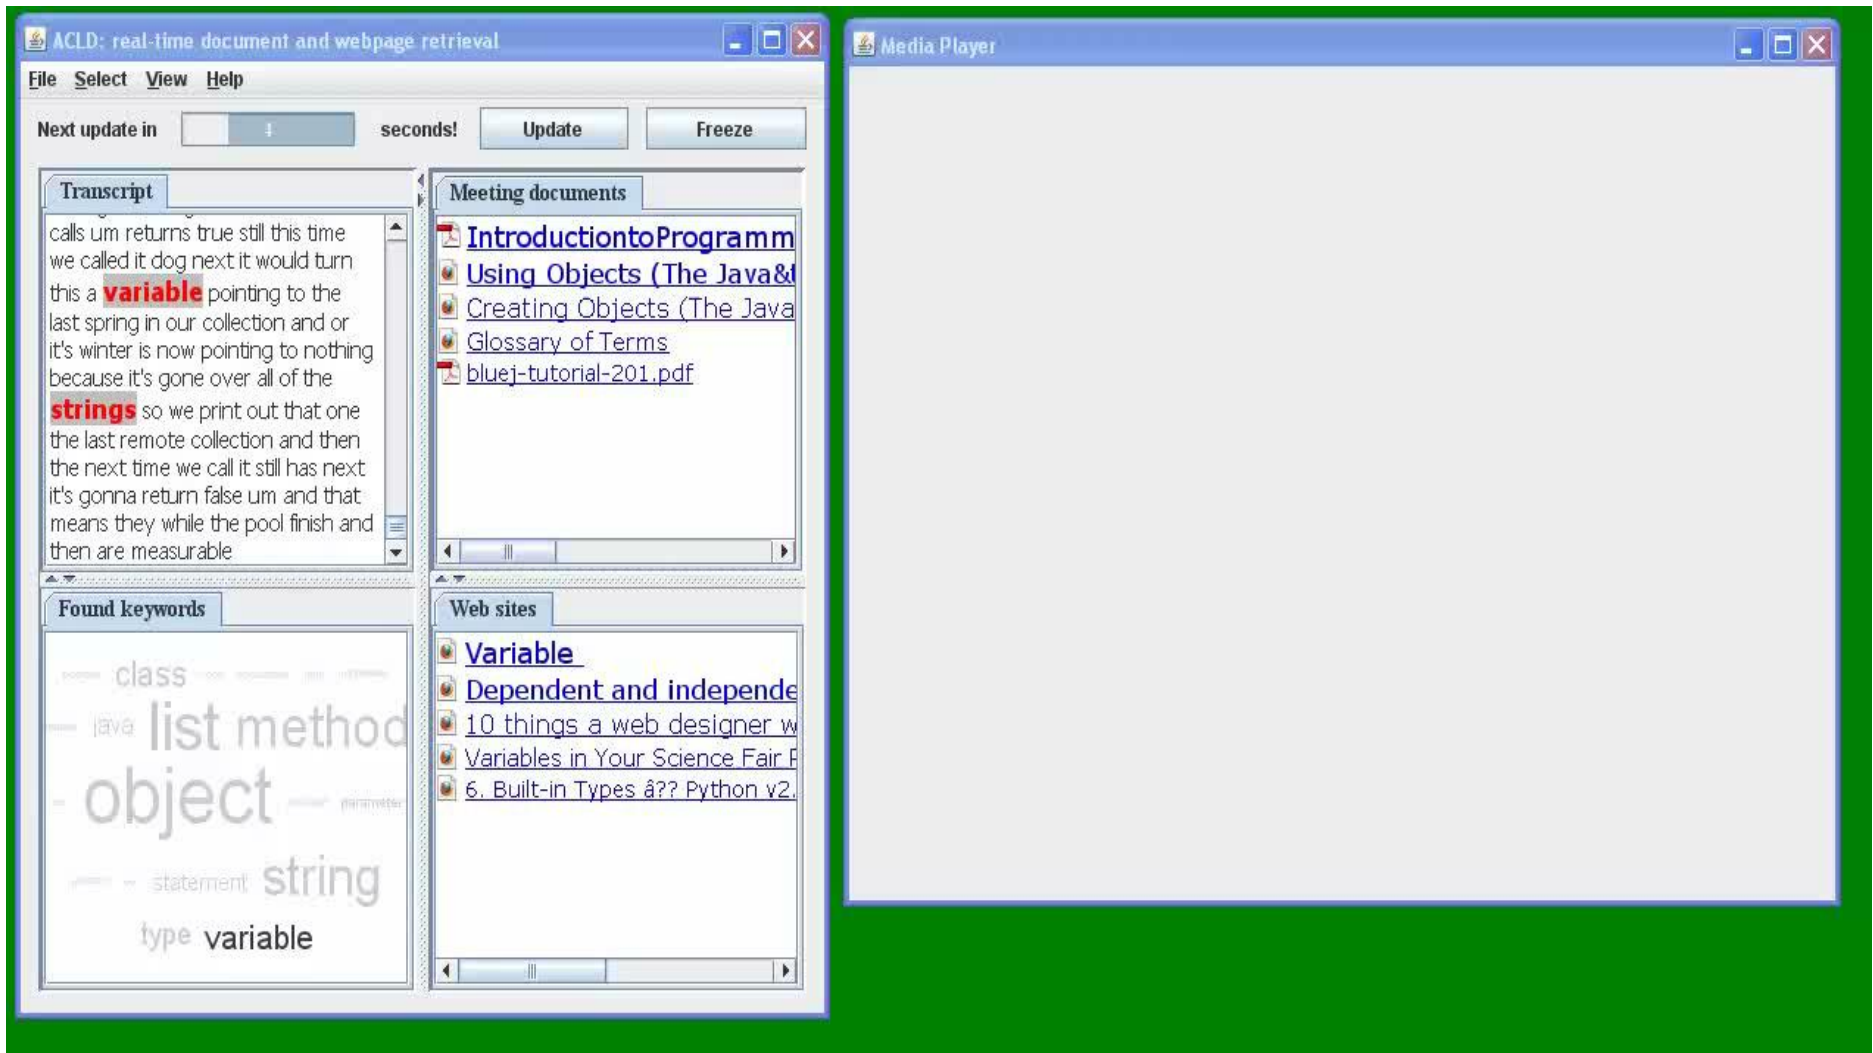 ACLD: real-time document and webpage retrieval
File Select View Help
Next update in
seconds!
Update
Freeze
Transcript
calls um returns true still this time
we called it dog next it would turn
this a variable pointing to the
last spring in our collection and or
it's winter is now pointing to nothing
because it's gone over all of the
strings so we print out that one
the last remote collection and then
the next time we call it still has next
it's gonna return false um and that
means they while the pool finish and
then are measurable
Meeting documents
IntroductiontoProgramm
Using Objects (The Java&t
Creating Objects (The Java
Glossary of Terms
bluej-tutorial-201.pdf
Found keywords
class
java list method
object parameter
statement string
type variable
Web sites
Variable
Dependent and independe
10 things a web designer w
Variables in Your Science Fair F
6. Built-in Types â?? Python v2.
Media Player